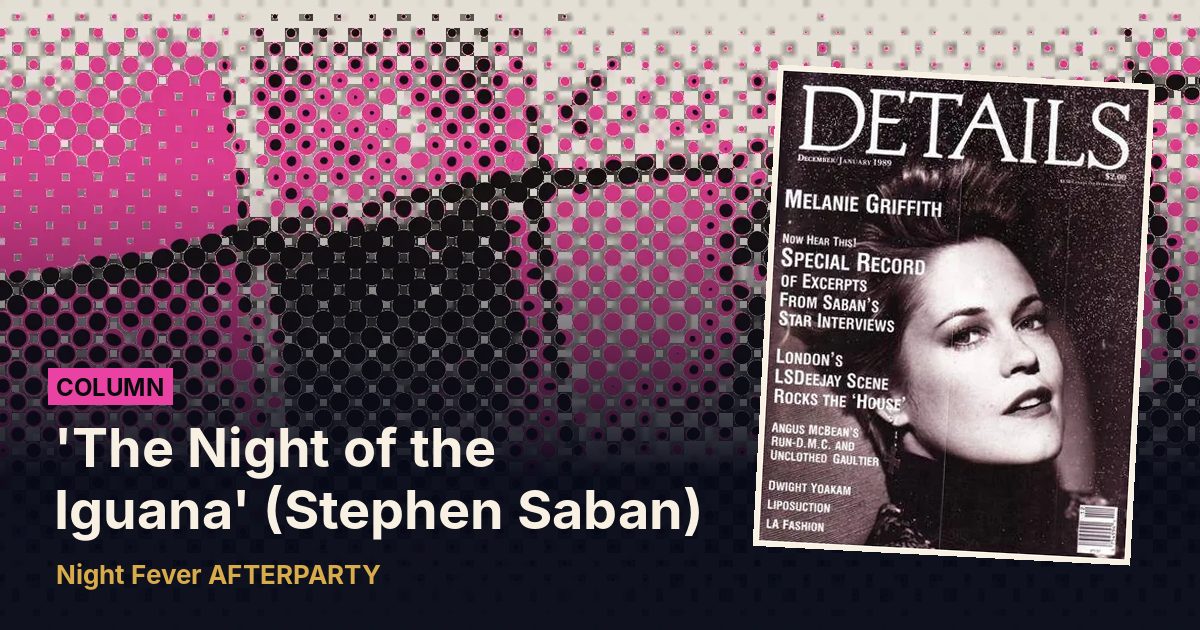 COLUMN
'The Night of the
Iguana' (Stephen Saban)
Night Fever AFTERPARTY
DETAILS
DECEMBER/JANUARY 1989
$2.00
MELANIE GRIFFITH
NOW HEAR THIS!
SPECIAL RECORD
OF EXCERPTS
FROM SABAN'S
STAR INTERVIEWS
LONDON'S
LSDEEJAY SCENE
ROCKS THE 'HOUSE'
ANGUS MCBEAN'S
RUN-D.M.C. AND
UNCLOTHED GAULTIER
DWIGHT YOAKAM
LIPOSUCTION
LA FASHION